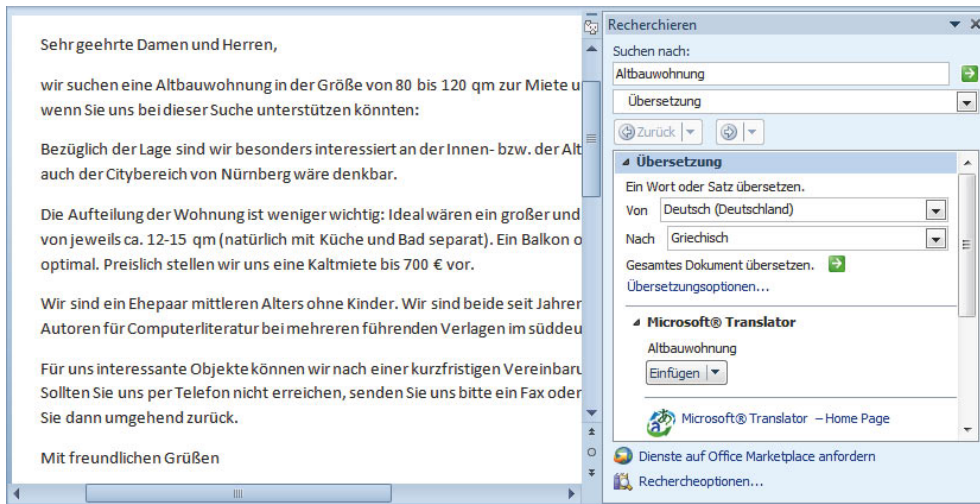 Sehr geehrte Damen und Herren,
wir suchen eine Altbauwohnung in der Größe von 80 bis 120 qm zur Miete u
wenn Sie uns bei dieser Suche unterstützen könnten:
Bezüglich der Lage sind wir besonders interessiert an der Innen- bzw. der Alt
auch der Citybereich von Nürnberg wäre denkbar.
Die Aufteilung der Wohnung ist weniger wichtig: Ideal wären ein großer und
von jeweils ca. 12-15 qm (natürlich mit Küche und Bad separat). Ein Balkon o
optimal. Preislich stellen wir uns eine Kaltmiete bis 700 € vor.
Wir sind ein Ehepaar mittleren Alters ohne Kinder. Wir sind beide seit Jahren
Autoren für Computerliteratur bei mehreren führenden Verlagen im süddeu
Für uns interessante Objekte können wir nach einer kurzfristigen Vereinbaru
Sollten Sie uns per Telefon nicht erreichen, senden Sie uns bitte ein Fax oder
Sie dann umgehend zurück.
Mit freundlichen Grüßen
Recherchieren
Suchen nach:
Altbauwohnung
Übersetzung
Zurück
Übersetzung
Ein Wort oder Satz übersetzen.
Von Deutsch (Deutschland)
Nach Griechisch
Gesamtes Dokument übersetzen.
Übersetzungsoptionen...
Microsoft® Translator
Altbauwohnung
Einfügen
Microsoft® Translator – Home Page
Dienste auf Office Marketplace anfordern
Rechercheoptionen...